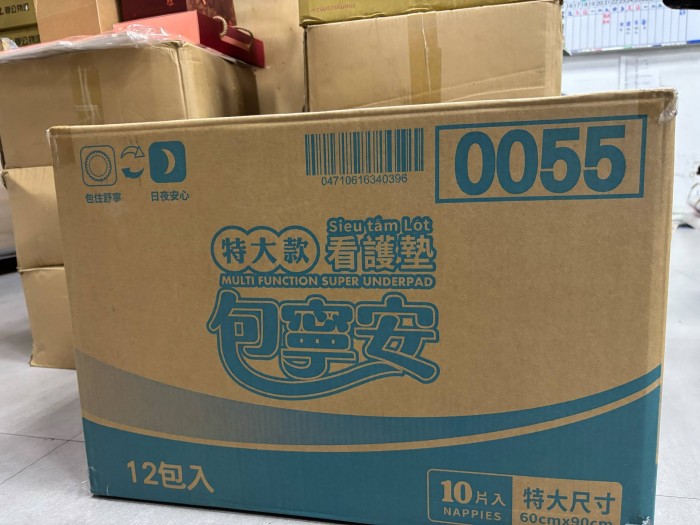 0055
04710616340396
包住舒寧
日夜安心
Sieu tám Lót
特大款
看護墊
MULTI FUNCTION SUPER UNDERPAD
包寧安
12包入
10片入
NAPPIES
特大尺寸
60cmx90cm